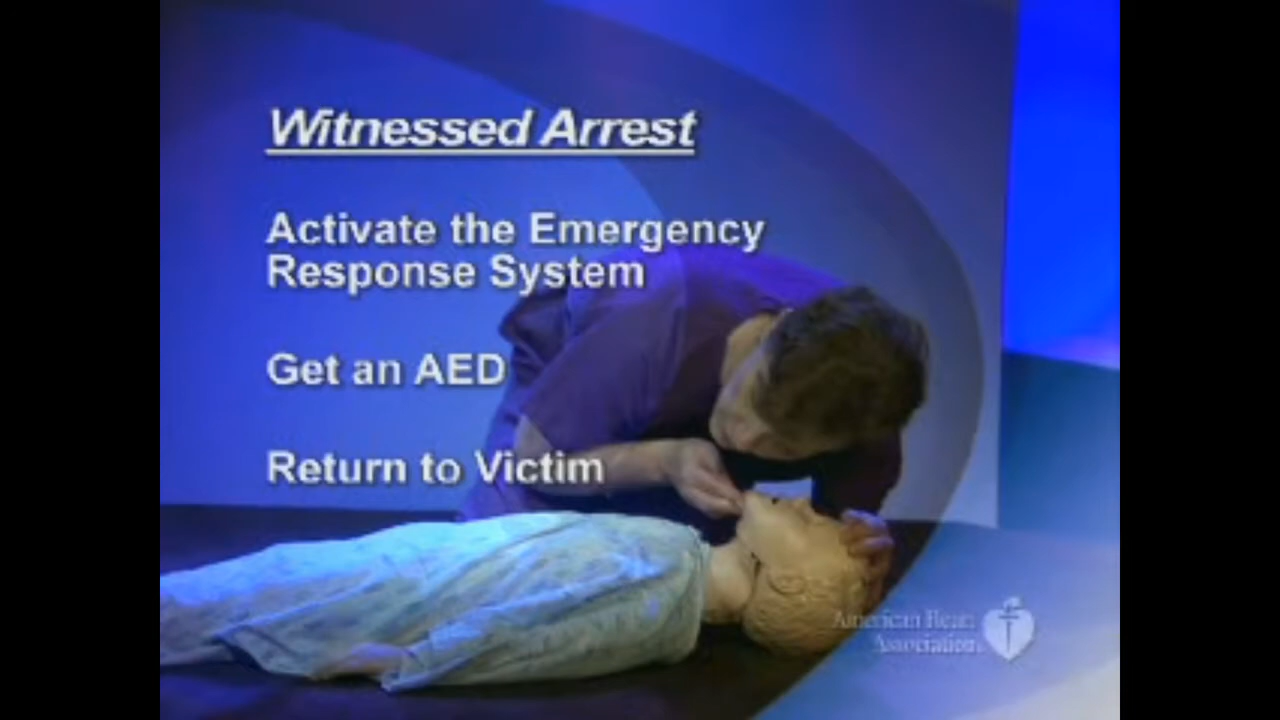 Witnessed Arrest
Activate the Emergency
Response System
Get an AED
Return to Victim
American Heart
Association